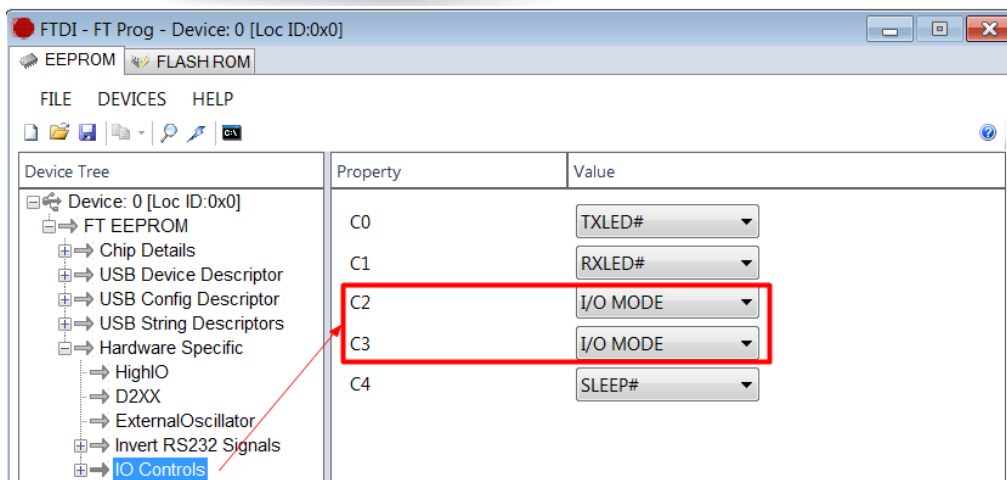 FTDI - FT Prog - Device: 0 [Loc ID:0x0]
EEPROM FLASH ROM
FILE DEVICES HELP
C:\
Device Tree Property Value
Device: 0 [Loc ID:0x0]
FT EEPROM
Chip Details
USB Device Descriptor
USB Config Descriptor
USB String Descriptors
Hardware Specific
HighIO
D2XX
ExternalOscillator
Invert RS232 Signals
IO Controls
C0 TXLED#
C1 RXLED#
C2 I/O MODE
C3 I/O MODE
C4 SLEEP#